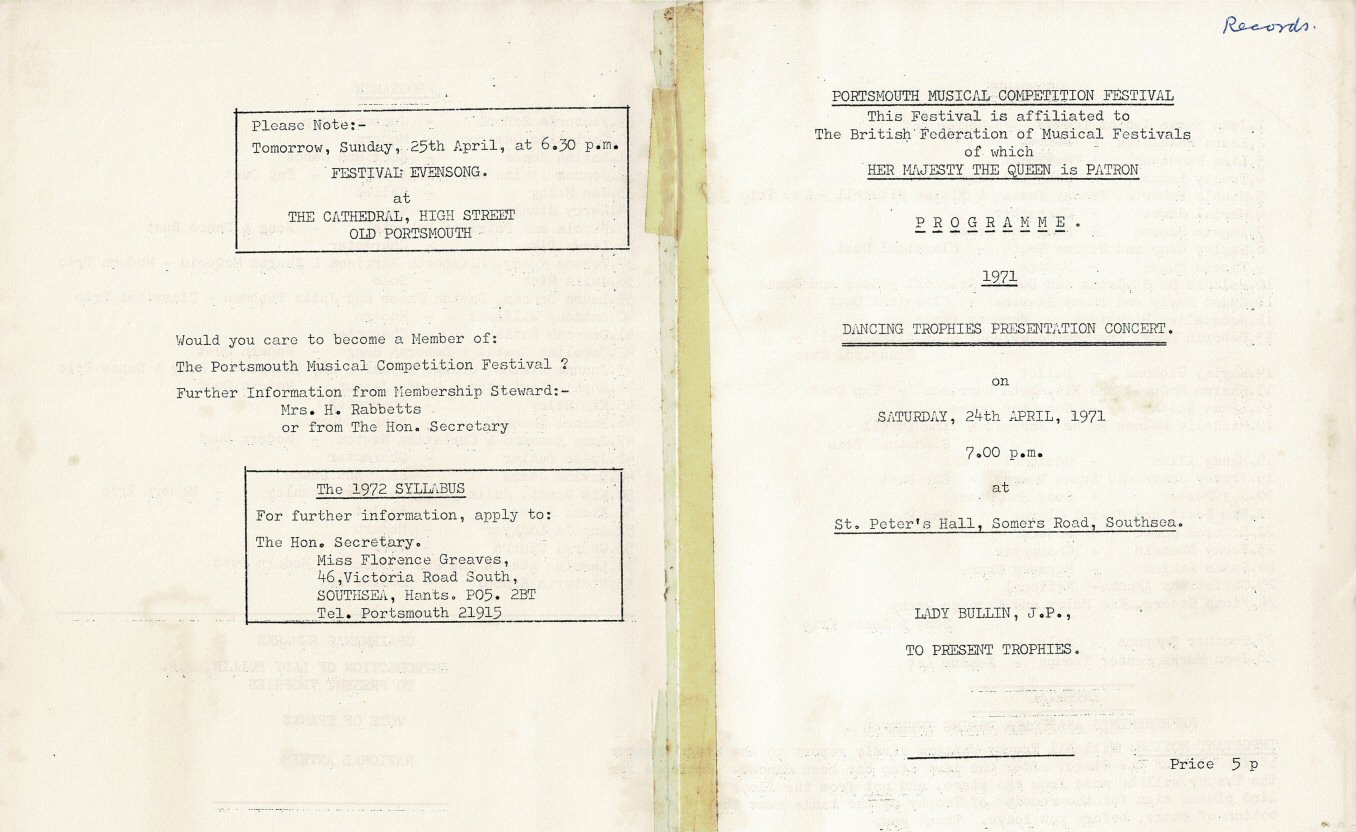 Please Note:-
Tomorrow, Sunday, 25th April, at 6.30 p.m.
FESTIVAL EVENSONG.
at
THE CATHEDRAL, HIGH STREET
OLD PORTSMOUTH
Would you care to become a Member of:
The Portsmouth Musical Competition Festival ?
Further Information from Membership Steward:-
Mrs. H. Rabbetts
or from The Hon. Secretary
The 1972 SYLLABUS
For further information, apply to:
The Hon. Secretary.
Miss Florence Greaves,
46,Victoria Road South,
SOUTHSEA, Hants. PO5. 2BT
Tel. Portsmouth 21915
Records.
PORTSMOUTH MUSICAL COMPETITION FESTIVAL
This Festival is affiliated to
The British Federation of Musical Festivals
of which
HER MAJESTY THE QUEEN is PATRON
P R O G R A M M E .
1971
DANCING TROPHIES PRESENTATION CONCERT.
on
SATURDAY, 24th APRIL, 1971
7.00 p.m.
at
St. Peter's Hall, Somers Road, Southsea.
LADY BULLIN, J.P.,
TO PRESENT TROPHIES.
Price 5 p